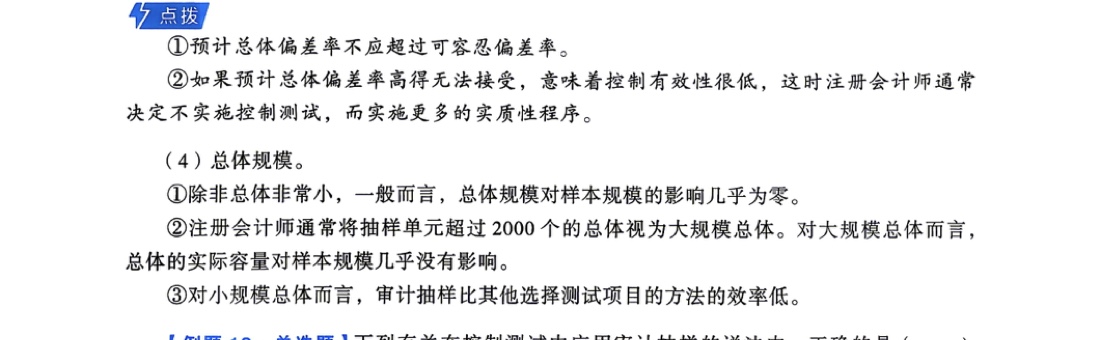 点拨
①预计总体偏差率不应超过可容忍偏差率。
②如果预计总体偏差率高得无法接受，意味着控制有效性很低，这时注册会计师通常
决定不实施控制测试，而实施更多的实质性程序。
（4）总体规模。
①除非总体非常小，一般而言，总体规模对样本规模的影响几乎为零。
②注册会计师通常将抽样单元超过 2000 个的总体视为大规模总体。对大规模总体而言，
总体的实际容量对样本规模几乎没有影响。
③对小规模总体而言，审计抽样比其他选择测试项目的方法的效率低。